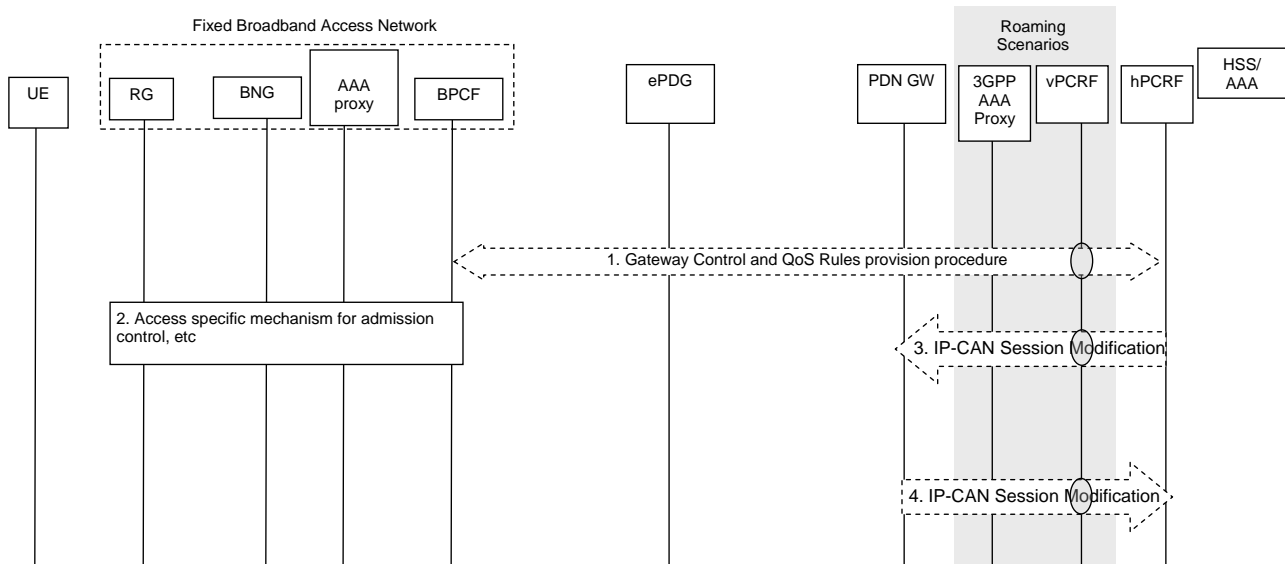 Fixed Broadband Access Network
Roaming
Scenarios
UE
RG
BNG
AAA
proxy
BPCF
ePDG
PDN GW
3GPP
AAA
Proxy
vPCRF
hPCRF
HSS/
AAA
1. Gateway Control and QoS Rules provision procedure
2. Access specific mechanism for admission
control, etc
3. IP-CAN Session Modification
4. IP-CAN Session Modification